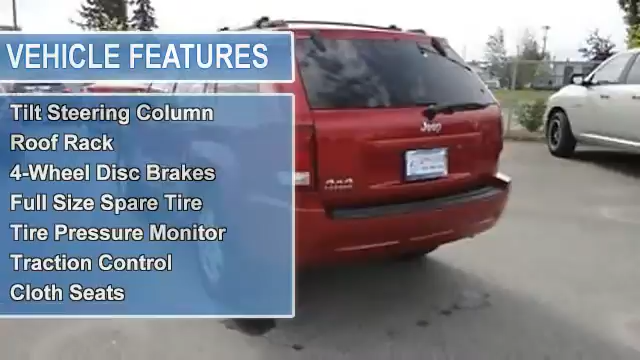 VEHICLE FEATURES
Tilt Steering Column
Roof Rack
4-Wheel Disc Brakes
Full Size Spare Tire
Tire Pressure Monitor
Traction Control
Cloth Seats
Jeep
4x4